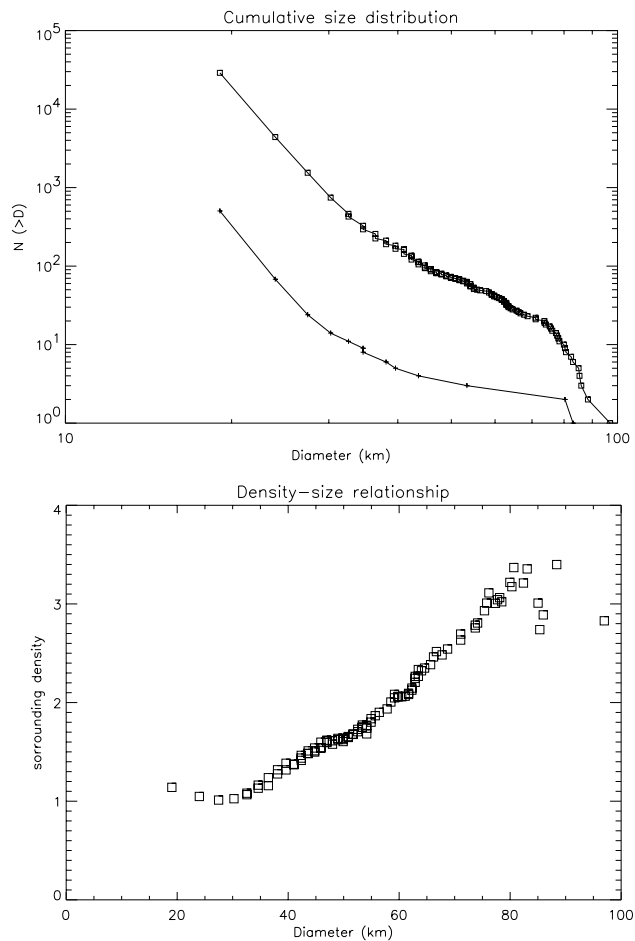 Cumulative size distribution
10^5
10^4
10^3
10^2
10^1
10^0
N (>D)
10 100
Diameter (km)
Density-size relationship
4
3
2
1
0
sorrounding density
0 20 40 60 80 100
Diameter (km)